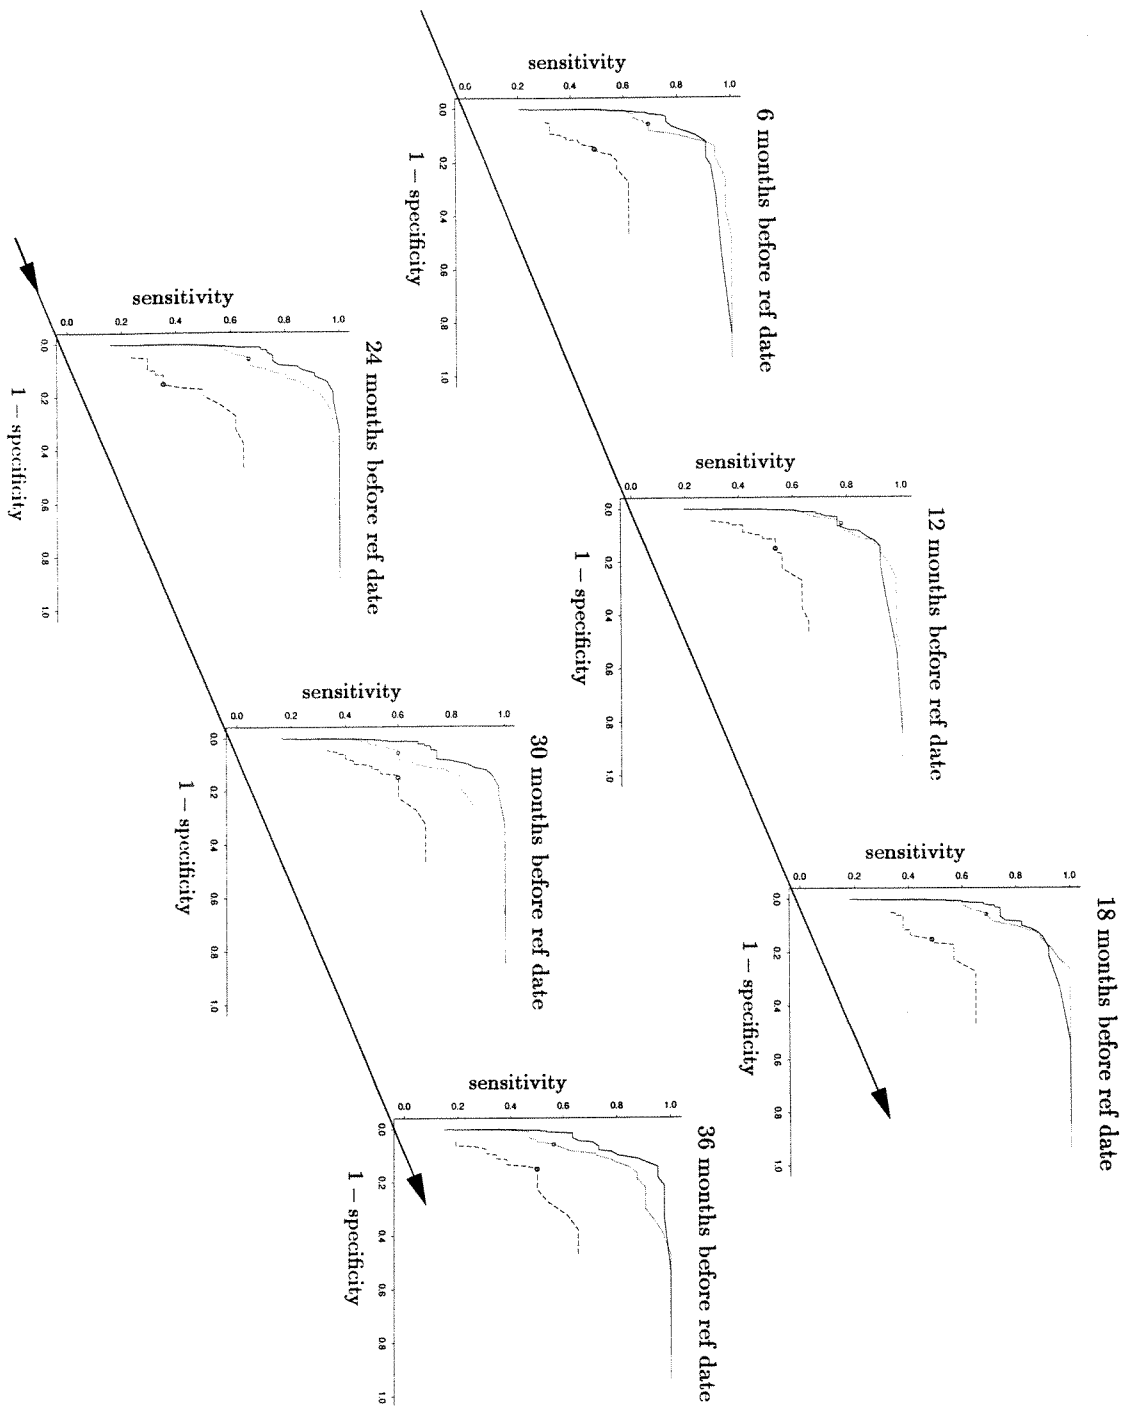 6 months before ref date
sensitivity
0.0 0.2 0.4 0.6 0.8 1.0
0.0 0.2 0.4 0.6 0.8 1.0
1 − specificity
12 months before ref date
sensitivity
0.0 0.2 0.4 0.6 0.8 1.0
0.0 0.2 0.4 0.6 0.8 1.0
1 − specificity
18 months before ref date
sensitivity
0.0 0.2 0.4 0.6 0.8 1.0
0.0 0.2 0.4 0.6 0.8 1.0
1 − specificity
24 months before ref date
sensitivity
0.0 0.2 0.4 0.6 0.8 1.0
0.0 0.2 0.4 0.6 0.8 1.0
1 − specificity
30 months before ref date
sensitivity
0.0 0.2 0.4 0.6 0.8 1.0
0.0 0.2 0.4 0.6 0.8 1.0
1 − specificity
36 months before ref date
sensitivity
0.0 0.2 0.4 0.6 0.8 1.0
0.0 0.2 0.4 0.6 0.8 1.0
1 − specificity